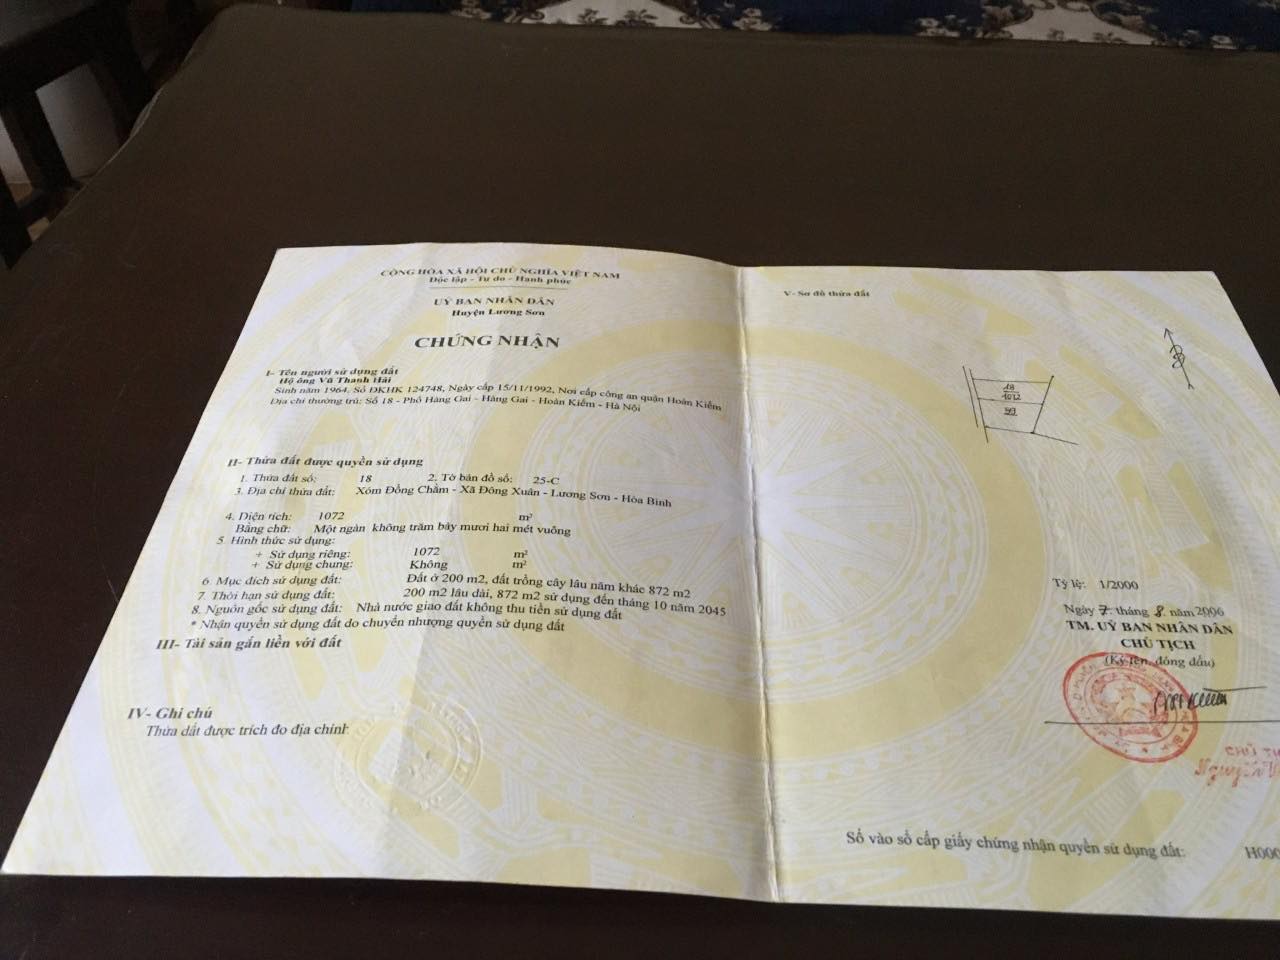 CỘNG HÒA XÃ HỘI CHỦ NGHĨA VIỆT NAM
Độc lập - Tự do - Hạnh phúc
UỶ BAN NHÂN DÂN
Huyện Lương Sơn
CHỨNG NHẬN
I- Tên người sử dụng đất
Hộ ông Vũ Thanh Hải
Sinh năm 1964, Số ĐKHK 124748, Ngày cấp 15/11/1992, Nơi cấp công an quận Hoàn Kiếm
Địa chỉ thường trú: Số 18 - Phố Hàng Gai - Hàng Gai - Hoàn Kiếm - Hà Nội
II- Thửa đất được quyền sử dụng
1. Thửa đất số: 18 2. Tờ bản đồ số: 25-C
3. Địa chỉ thửa đất: Xóm Đồng Chằm - Xã Đông Xuân - Lương Sơn - Hòa Bình
4. Diện tích: 1072 m²
Bằng chữ: Một ngàn không trăm bảy mươi hai mét vuông
5. Hình thức sử dụng:
+ Sử dụng riêng: 1072 m²
+ Sử dụng chung: Không m²
6. Mục đích sử dụng đất: Đất ở 200 m2, đất trồng cây lâu năm khác 872 m2
7. Thời hạn sử dụng đất: 200 m2 lâu dài, 872 m2 sử dụng đến tháng 10 năm 2045
8. Nguồn gốc sử dụng đất: Nhà nước giao đất không thu tiền sử dụng đất
* Nhận quyền sử dụng đất do chuyển nhượng quyền sử dụng đất
III- Tài sản gắn liền với đất
IV- Ghi chú
Thửa đất được trích đo địa chính
V- Sơ đồ thửa đất
B
18
1072
Tỷ lệ: 1/2000
Ngày 7 tháng 8 năm 2006
TM. UỶ BAN NHÂN DÂN
CHỦ TỊCH
(Ký tên, đóng dấu)
CHỦ
Nguyễn
Số vào sổ cấp giấy chứng nhận quyền sử dụng đất: H000